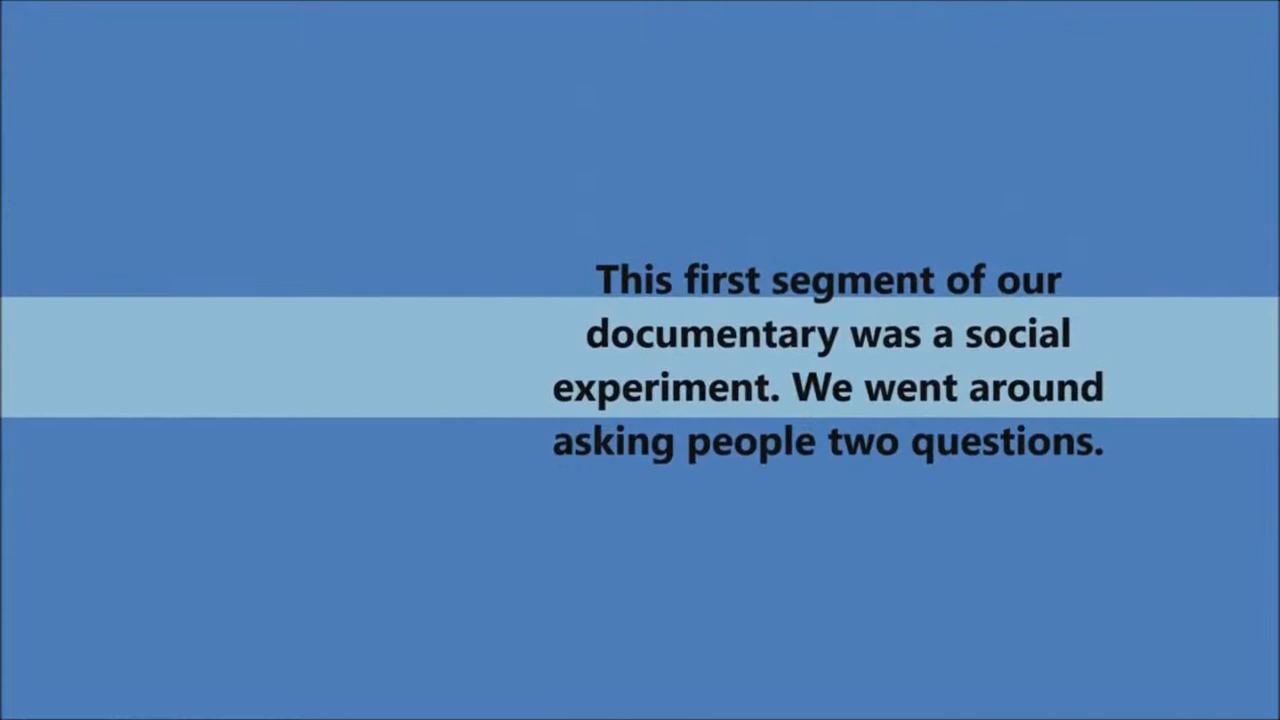 This first segment of our
documentary was a social
experiment. We went around
asking people two questions.